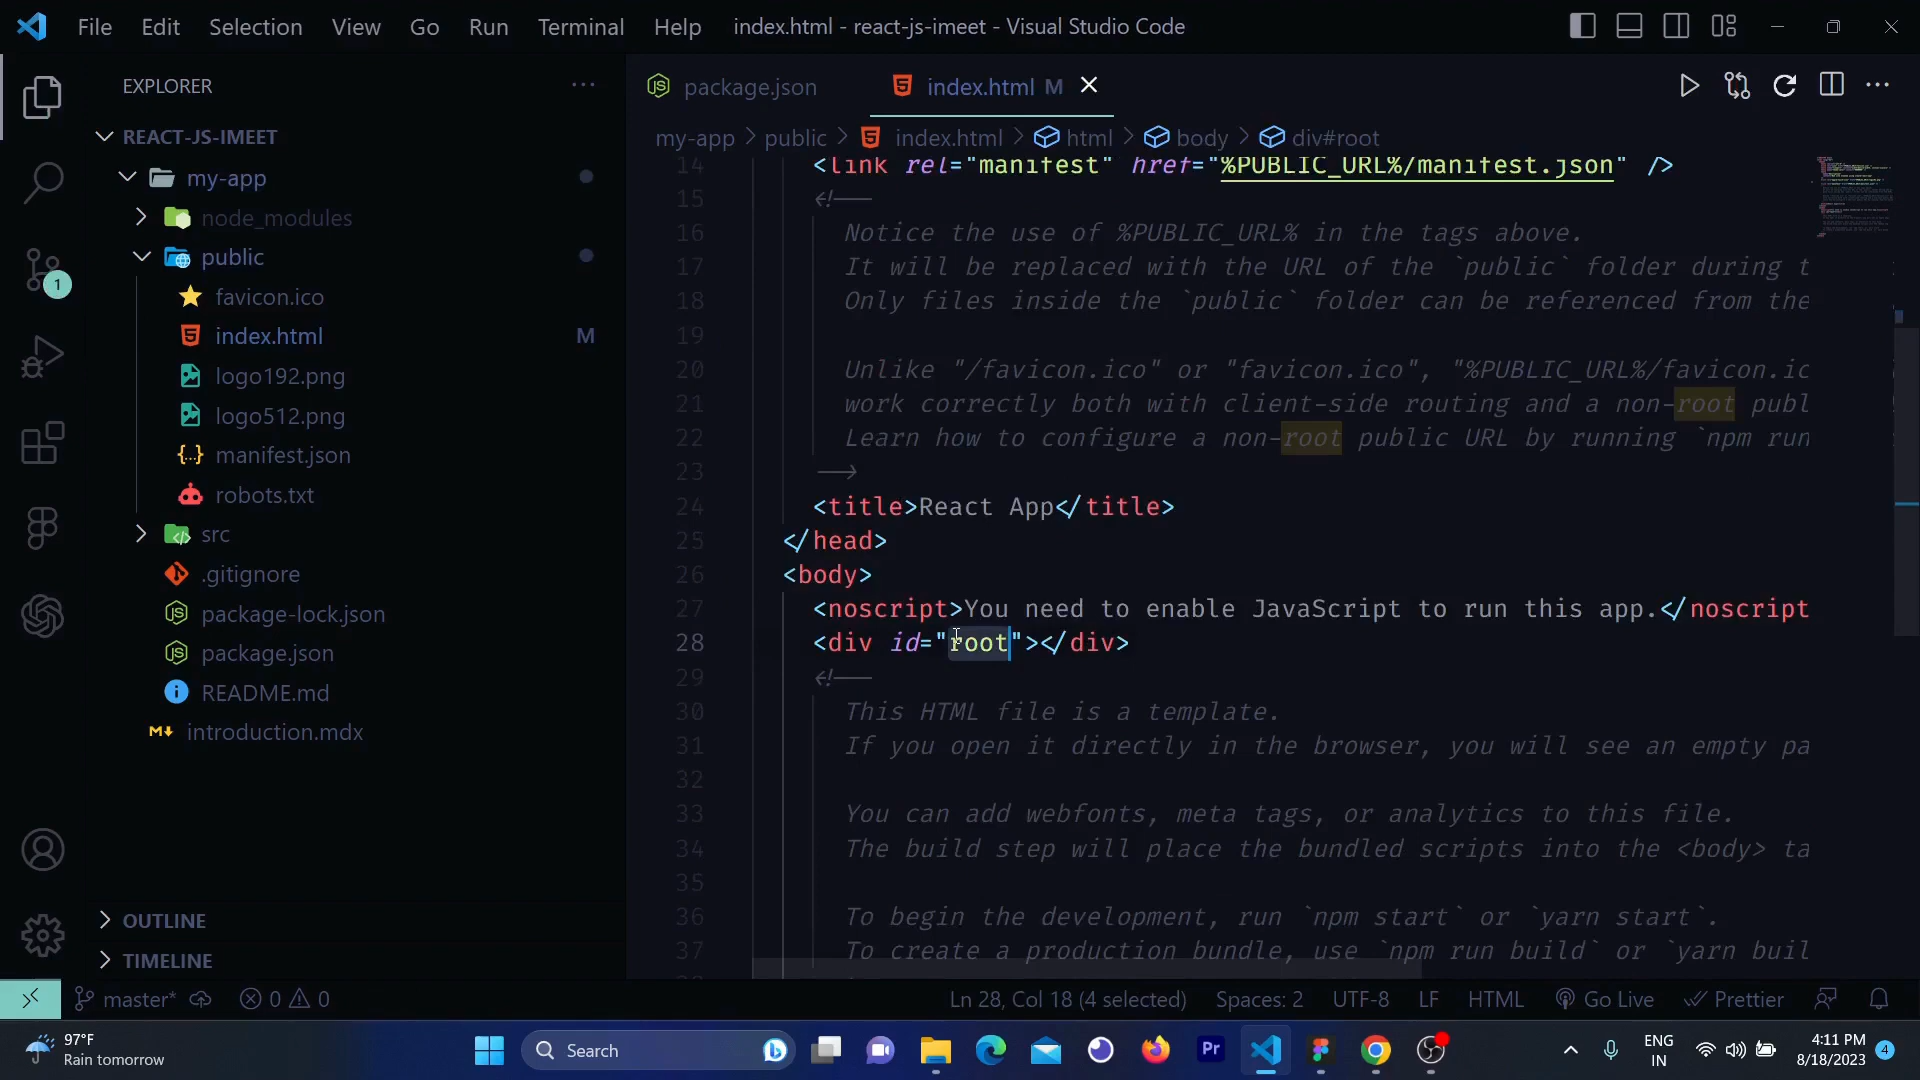 File Edit Selection View Go Run Terminal Help index.html - react-js-imeet - Visual Studio Code
EXPLORER
REACT-JS-IMEET
my-app
node_modules
public
favicon.ico
index.html M
logo192.png
logo512.png
manifest.json
robots.txt
src
.gitignore
package-lock.json
package.json
README.md
introduction.mdx
OUTLINE
TIMELINE
1
package.json index.html M
my-app > public > index.html > html > body > div#root
14 <link rel="manifest" href="%PUBLIC_URL%/manifest.json" />
15 <!--
16 Notice the use of %PUBLIC_URL% in the tags above.
17 It will be replaced with the URL of the `public` folder during t
18 Only files inside the `public` folder can be referenced from the
19
20 Unlike "/favicon.ico" or "favicon.ico", "%PUBLIC_URL%/favicon.ic
21 work correctly both with client-side routing and a non-root publ
22 Learn how to configure a non-root public URL by running `npm run
23 -->
24 <title>React App</title>
25 </head>
26 <body>
27 <noscript>You need to enable JavaScript to run this app.</noscript
28 <div id="root"></div>
29 <!--
30 This HTML file is a template.
31 If you open it directly in the browser, you will see an empty pa
32
33 You can add webfonts, meta tags, or analytics to this file.
34 The build step will place the bundled scripts into the <body> ta
35
36 To begin the development, run `npm start` or `yarn start`.
37 To create a production bundle, use `npm run build` or `yarn buil
master* 0 0 Ln 28, Col 18 (4 selected) Spaces: 2 UTF-8 LF HTML Go Live Prettier
97°F
Rain tomorrow
Search
Pr
ENG
IN
4:11 PM
8/18/2023
4